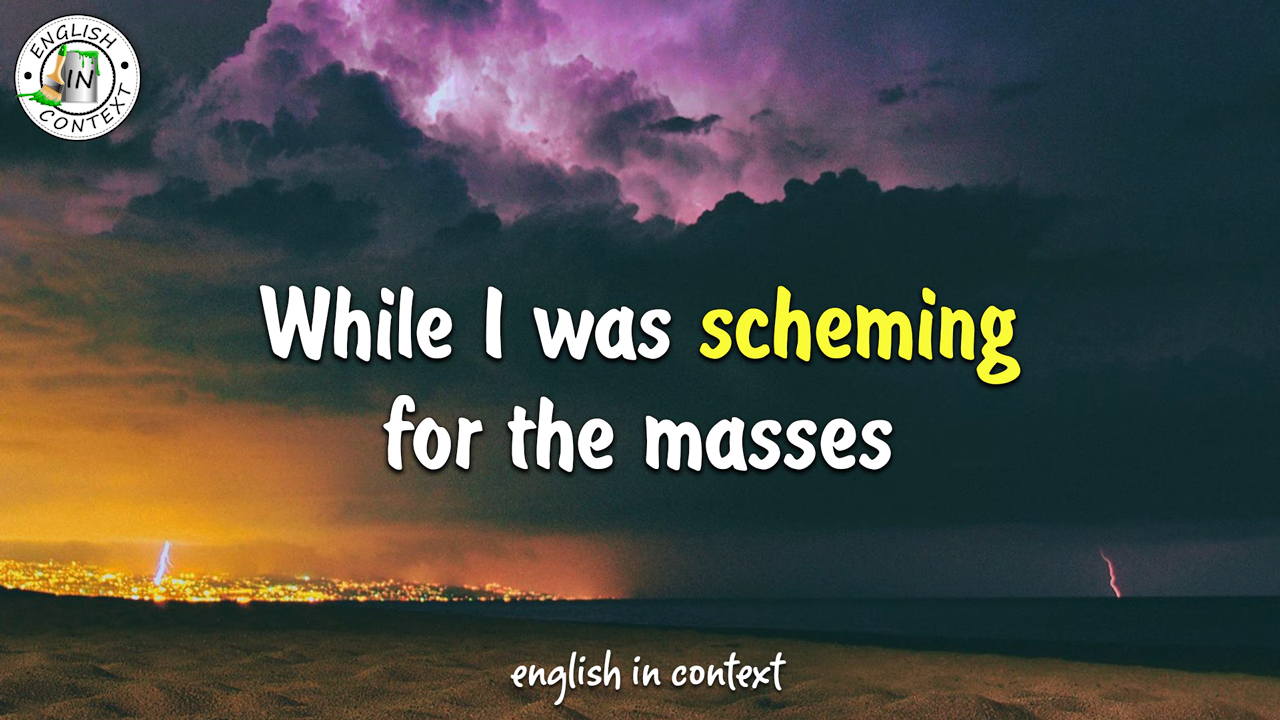 ENGLISH
IN
CONTEXT
While I was scheming
for the masses
english in context